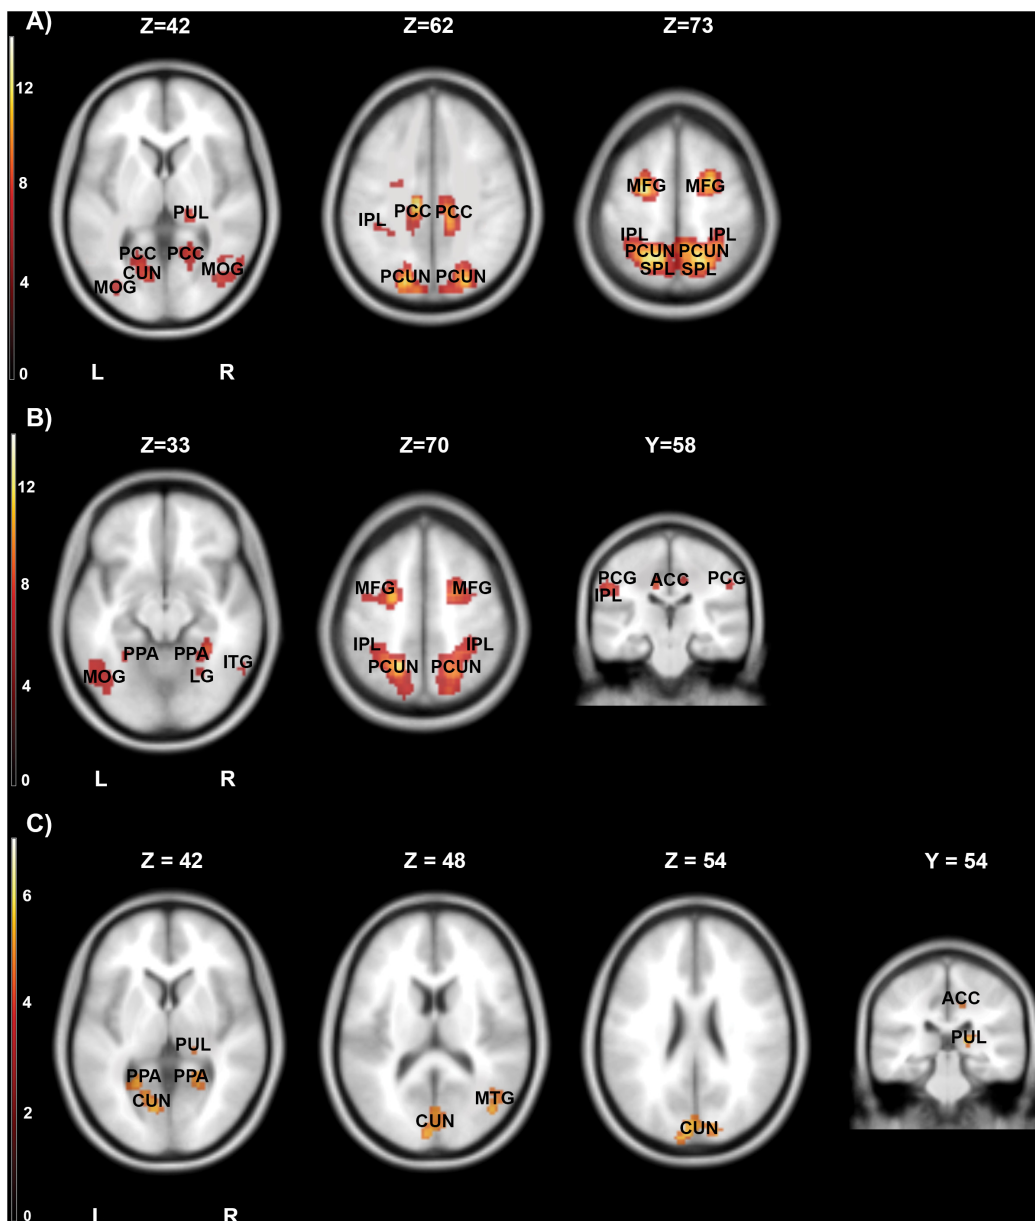 A)
Z=42 Z=62 Z=73
12
8
4
0
PUL
PCC PCC
CUN MOG
MOG
IPL PCC PCC
PCUN PCUN
MFG MFG
IPL IPL
PCUN PCUN
SPL SPL
L R
B)
Z=33 Z=70 Y=58
12
8
4
0
PPA PPA
MOG LG ITG
MFG MFG
IPL IPL
PCUN PCUN
PCG ACC PCG
IPL
L R
C)
Z = 42 Z = 48 Z = 54 Y = 54
6
4
2
0
PUL
PPA PPA
CUN
MTG
CUN
CUN
ACC
PUL
L R